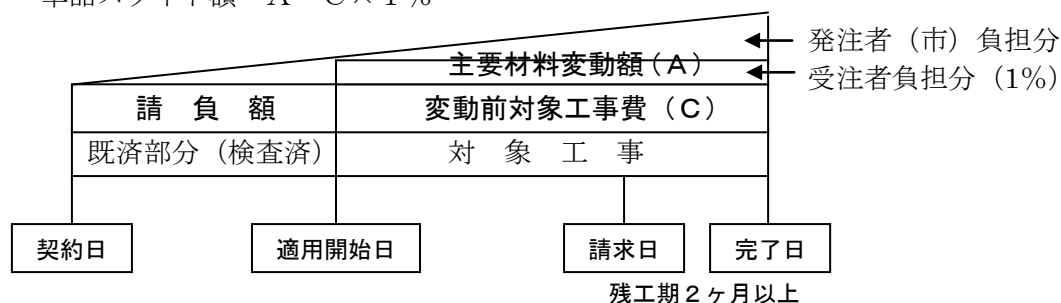 単品スライド額＝A－C×1％
発注者（市）負担分
主要材料変動額（A）
受注者負担分（1％）
請　負　額
変動前対象工事費（C）
既済部分（検査済）
対　象　工　事
契約日
適用開始日
請求日
完了日
残工期２ヶ月以上